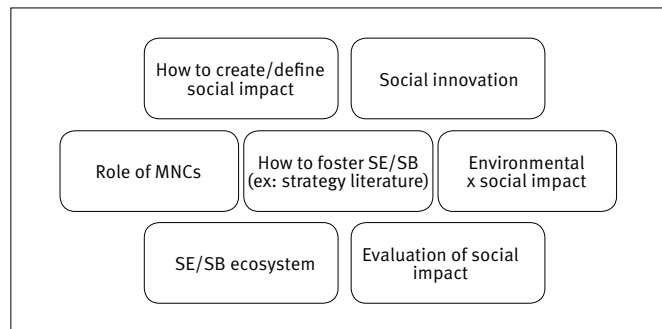 How to create/define
social impact
Social innovation
Role of MNCs
How to foster SE/SB
(ex: strategy literature)
Environmental
x social impact
SE/SB ecosystem
Evaluation of social
impact